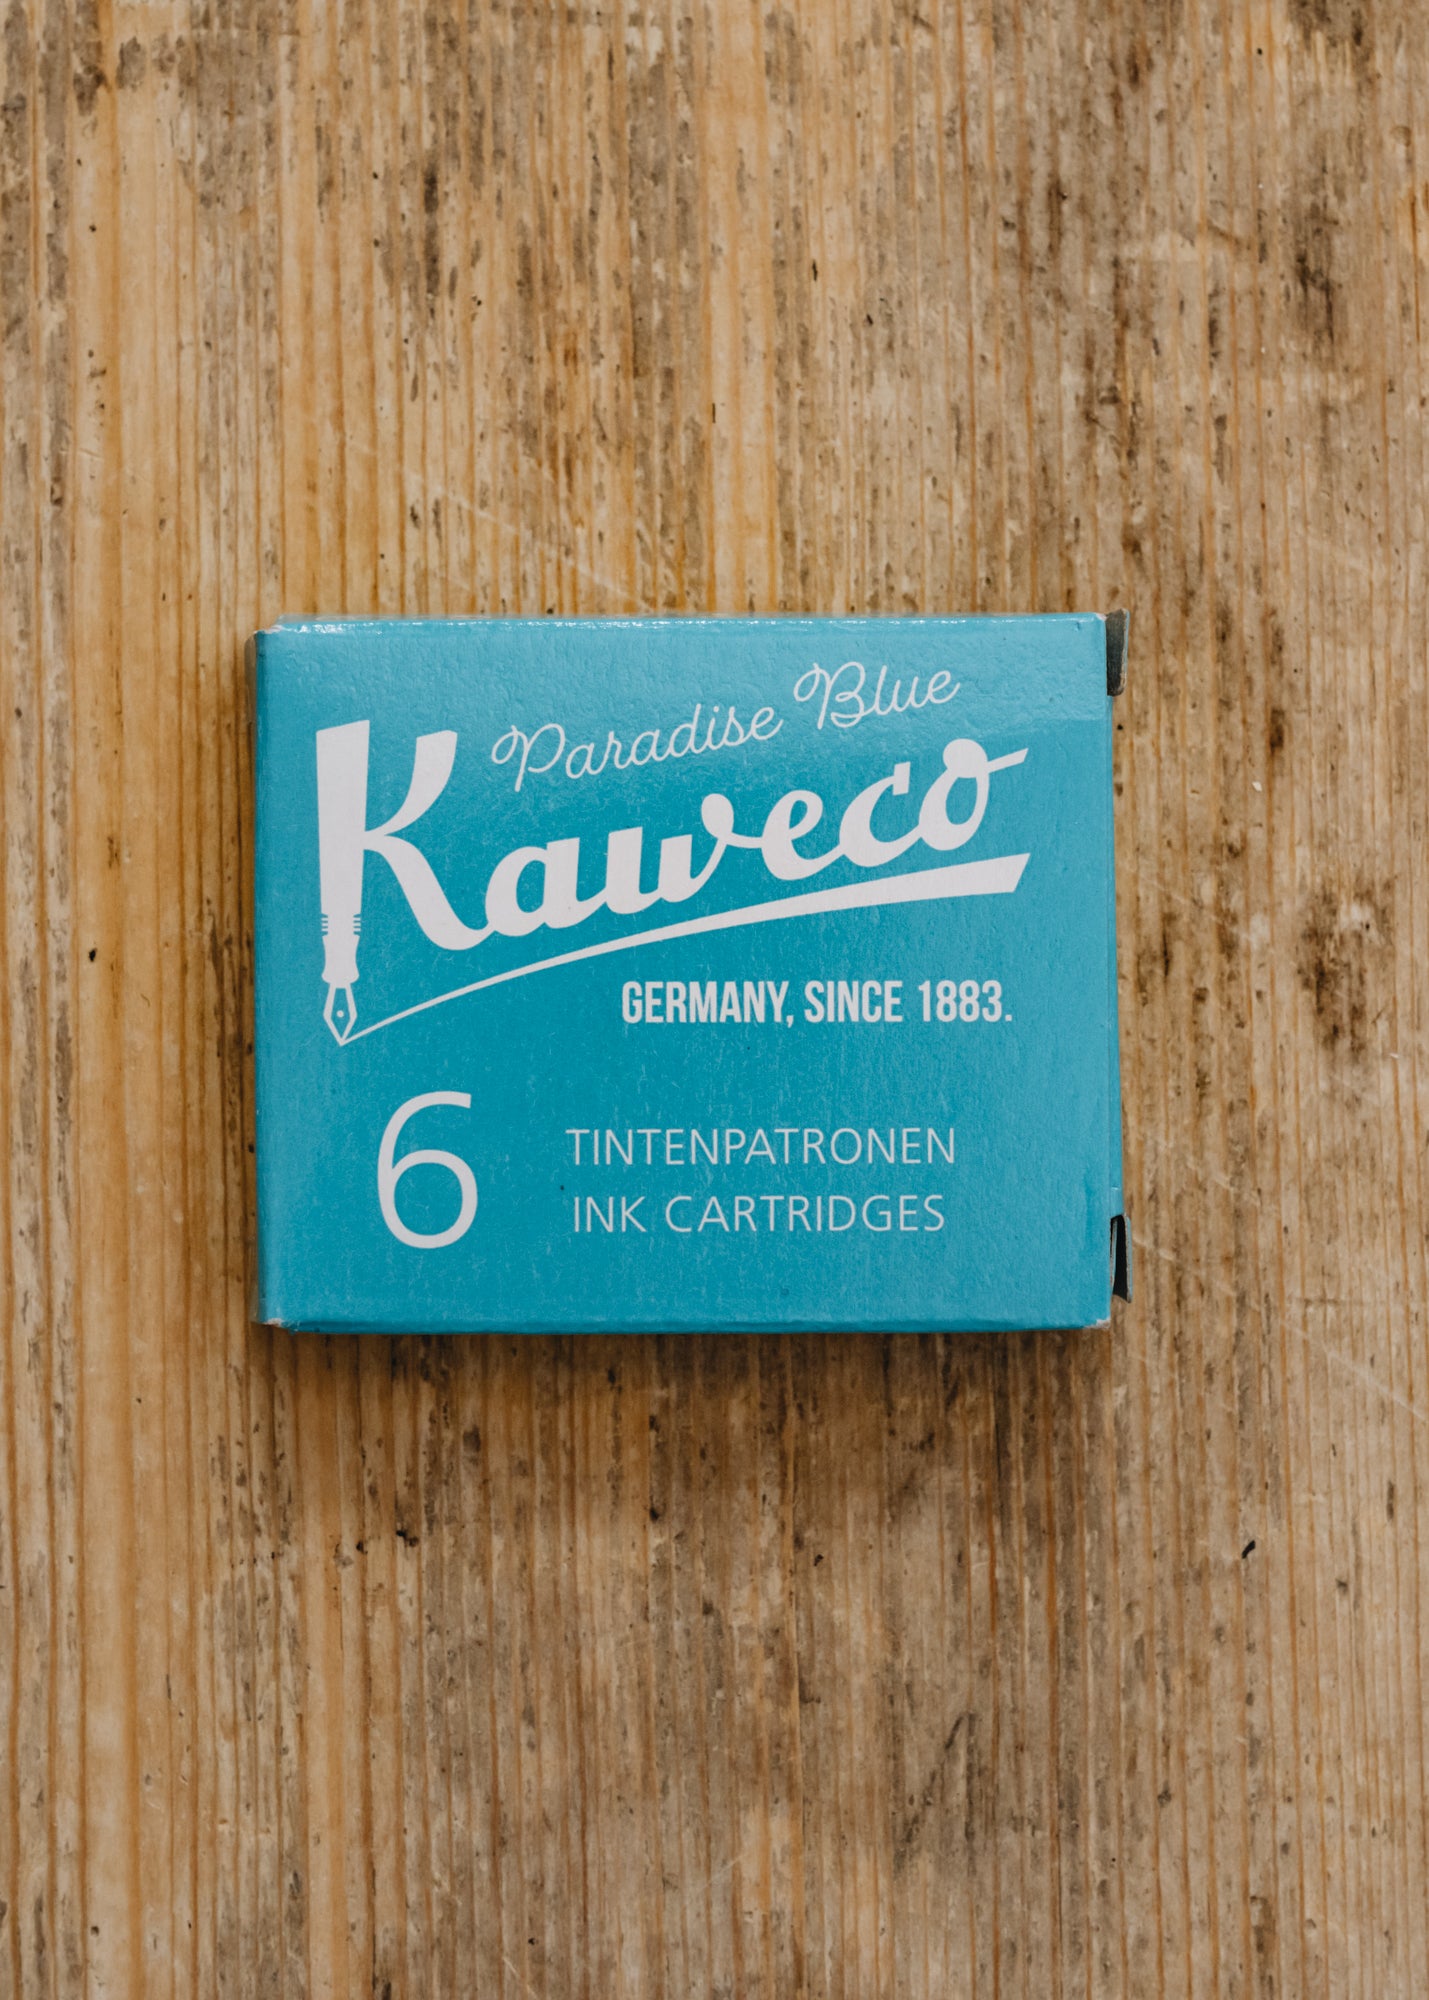 Paradise Blue
Kaweco
GERMANY, SINCE 1883.
6
TINTENPATRONEN
INK CARTRIDGES